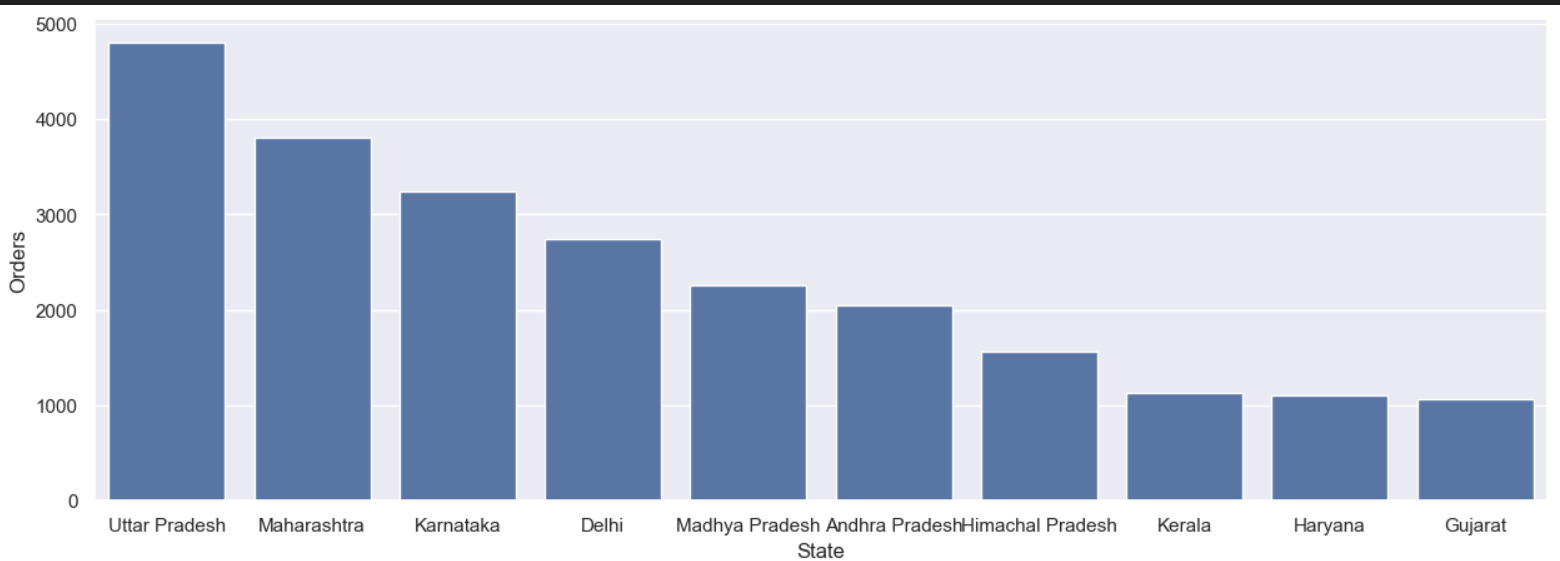 5000
4000
3000
2000
1000
0
Orders
Uttar Pradesh Maharashtra Karnataka Delhi Madhya Pradesh Andhra Pradesh Himachal Pradesh Kerala Haryana Gujarat
State